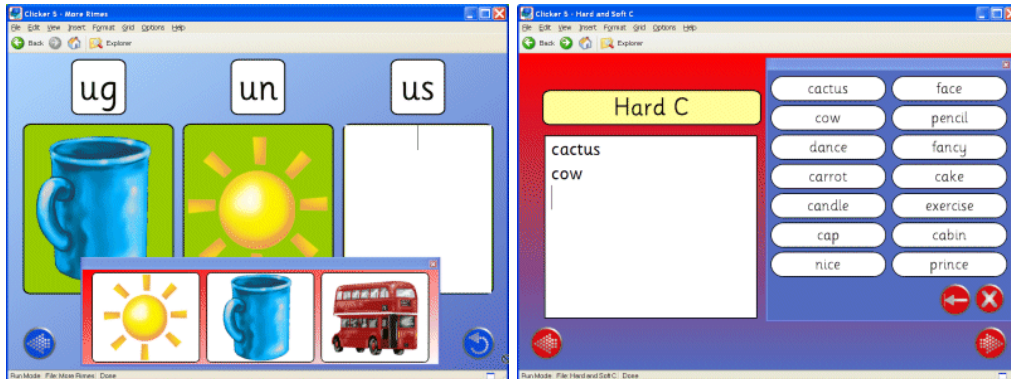 Clicker 5 - More Rimes
File Edit View Insert Format Grid Options Help
Back Explorer
ug un us
Run Mode: File: More Rimes: Done
Clicker 5 - Hard and Soft C
File Edit View Insert Format Grid Options Help
Back Explorer
Hard C
cactus
cow
cactus face
cow pencil
dance fancy
carrot cake
candle exercise
cap cabin
nice prince
Run Mode: File: Hard and Soft C: Done